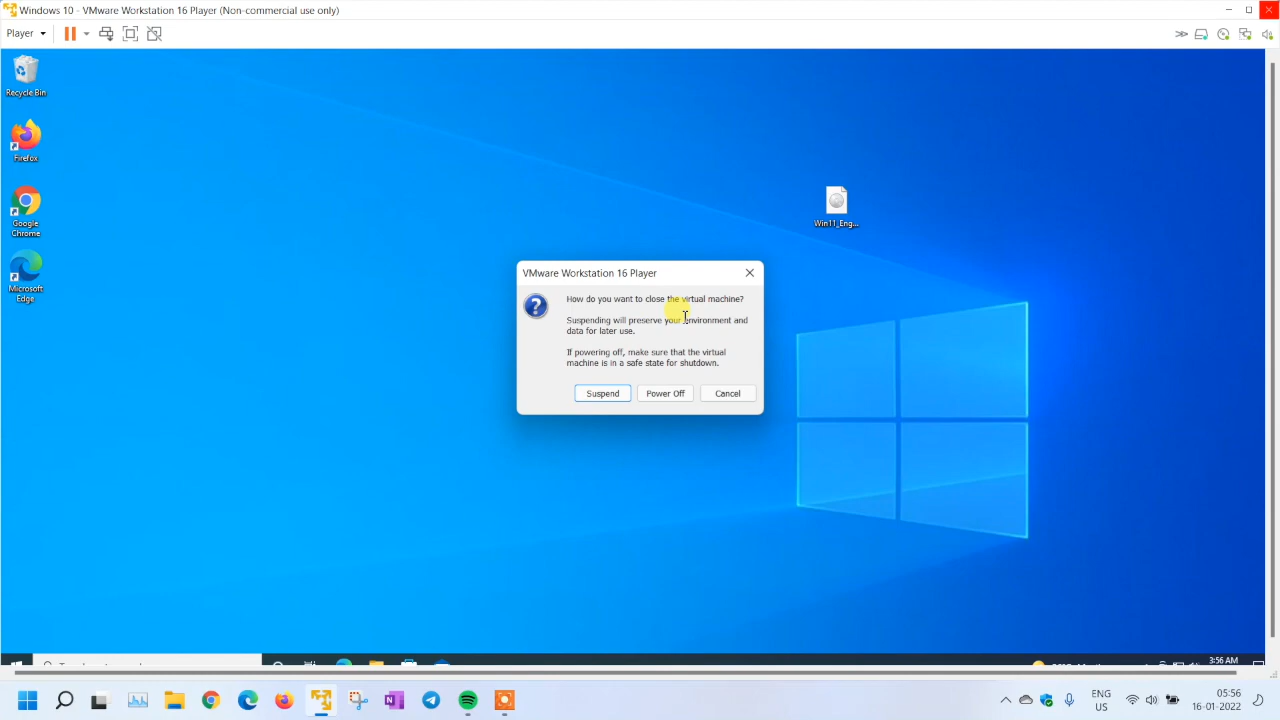 Windows 10 - VMware Workstation 16 Player (Non-commercial use only)
Player
Recycle Bin
Firefox
Google
Chrome
Microsoft
Edge
Win11_Eng...
VMware Workstation 16 Player
How do you want to close the virtual machine?
Suspending will preserve your environment and
data for later use.
If powering off, make sure that the virtual
machine is in a safe state for shutdown.
Suspend
Power Off
Cancel
3:56 AM
ENG
US
05:56
16-01-2022